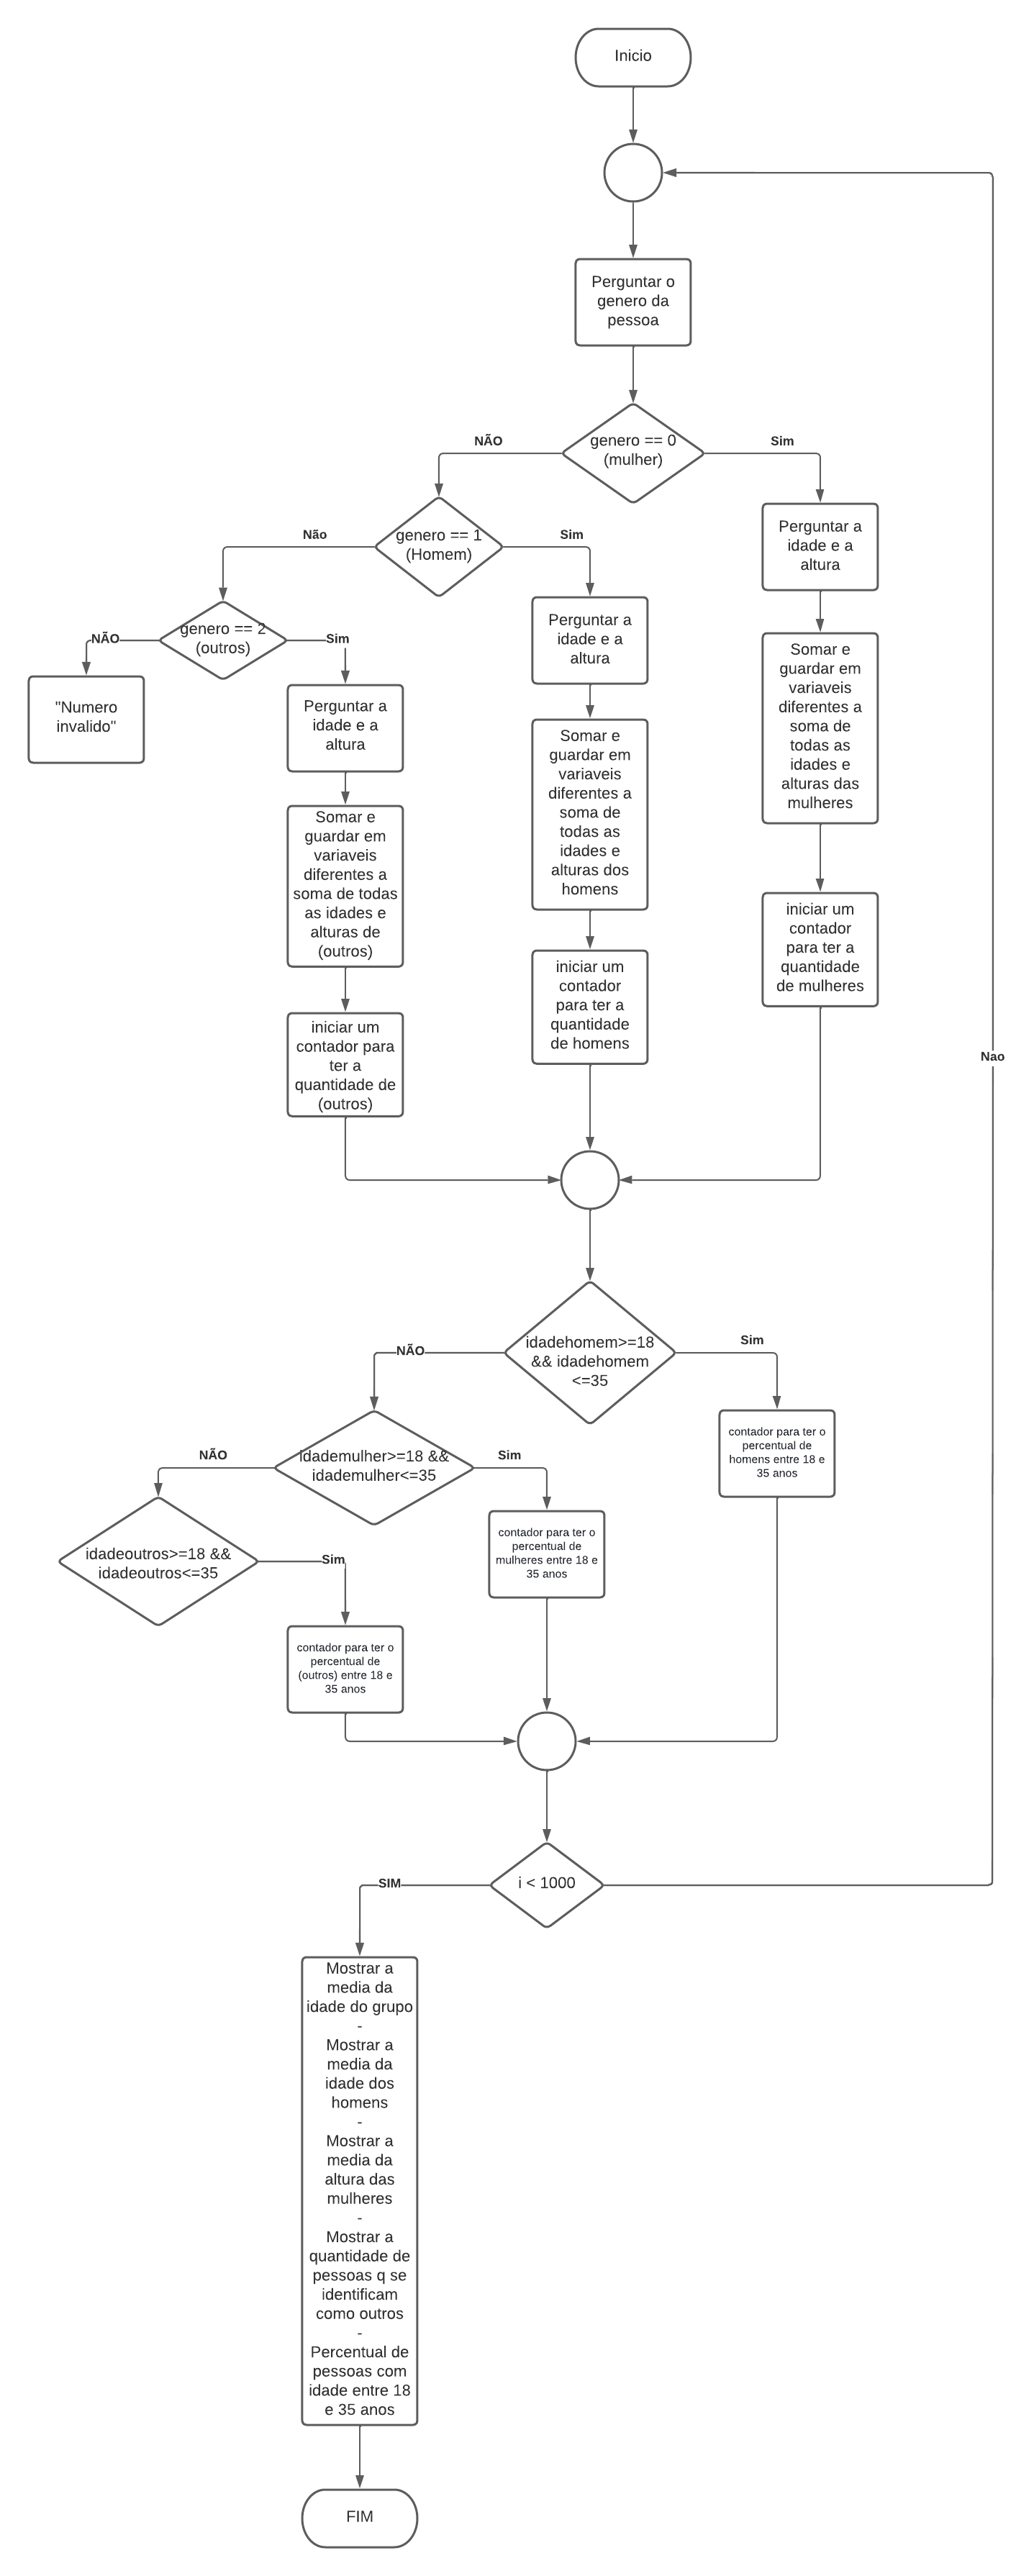 Inicio
Perguntar o
genero da
pessoa
genero == 0
(mulher)
NÃO
Sim
genero == 1
(Homem)
Não
Sim
Perguntar a
idade e a
altura
genero == 2
(outros)
NÃO
Sim
"Numero
invalido"
Perguntar a
idade e a
altura
Perguntar a
idade e a
altura
Somar e
guardar em
variaveis
diferentes a
soma de todas
as idades e
alturas de
(outros)
Somar e
guardar em
variaveis
diferentes a
soma de
todas as
idades e
alturas dos
homens
Somar e
guardar em
variaveis
diferentes a
soma de
todas as
idades e
alturas das
mulheres
iniciar um
contador para
ter a
quantidade de
(outros)
iniciar um
contador
para ter a
quantidade
de homens
iniciar um
contador
para ter a
quantidade
de mulheres
Nao
idadehomem>=18
&& idadehomem
<=35
NÃO
Sim
contador para ter o
percentual de
homens entre 18 e
35 anos
idademulher>=18 &&
idademulher<=35
NÃO
Sim
contador para ter o
percentual de
mulheres entre 18 e
35 anos
idadeoutros>=18 &&
idadeoutros<=35
Sim
contador para ter o
percentual de
(outros) entre 18 e
35 anos
i < 1000
SIM
Mostrar a
media da
idade do grupo
-
Mostrar a
media da
idade dos
homens
-
Mostrar a
media da
altura das
mulheres
-
Mostrar a
quantidade de
pessoas q se
identificam
como outros
-
Percentual de
pessoas com
idade entre 18
e 35 anos
FIM